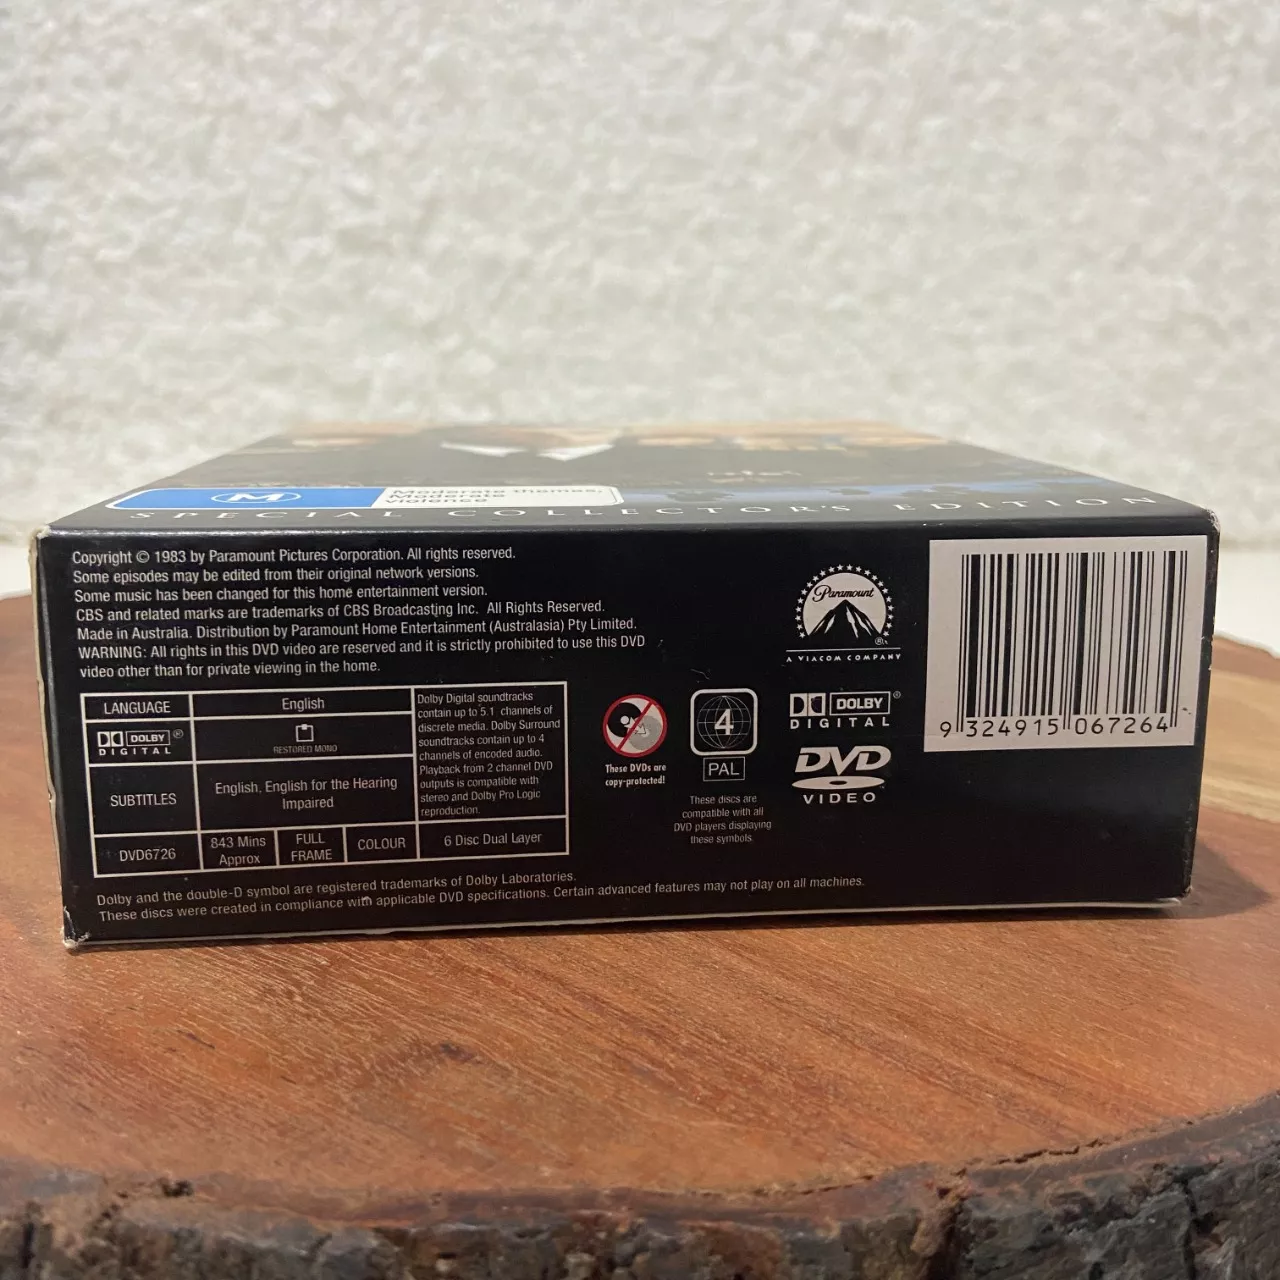 M
Moderate themes,
Moderate
violence
SPECIAL COLLECTOR'S EDITION
Copyright © 1983 by Paramount Pictures Corporation. All rights reserved.
Some episodes may be edited from their original network versions.
Some music has been changed for this home entertainment version.
CBS and related marks are trademarks of CBS Broadcasting Inc. All Rights Reserved.
Made in Australia. Distribution by Paramount Home Entertainment (Australasia) Pty Limited.
WARNING: All rights in this DVD video are reserved and it is strictly prohibited to use this DVD
video other than for private viewing in the home.
LANGUAGE
English
DOLBY ®
DIGITAL
RESTORED MONO
SUBTITLES
English, English for the Hearing
Impaired
DVD6726
843 Mins
Approx
FULL
FRAME
COLOUR
6 Disc Dual Layer
Dolby Digital soundtracks
contain up to 5.1 channels of
discrete media. Dolby Surround
soundtracks contain up to 4
channels of encoded audio.
Playback from 2 channel DVD
outputs is compatible with
stereo and Dolby Pro Logic
reproduction.
These DVDs are
copy-protected!
4
PAL
These discs are
compatible with all
DVD players displaying
these symbols
Paramount
®
A VIACOM COMPANY
DOLBY ®
DIGITAL
DVD
VIDEO
9 324915 067264
Dolby and the double-D symbol are registered trademarks of Dolby Laboratories.
These discs were created in compliance with applicable DVD specifications. Certain advanced features may not play on all machines.